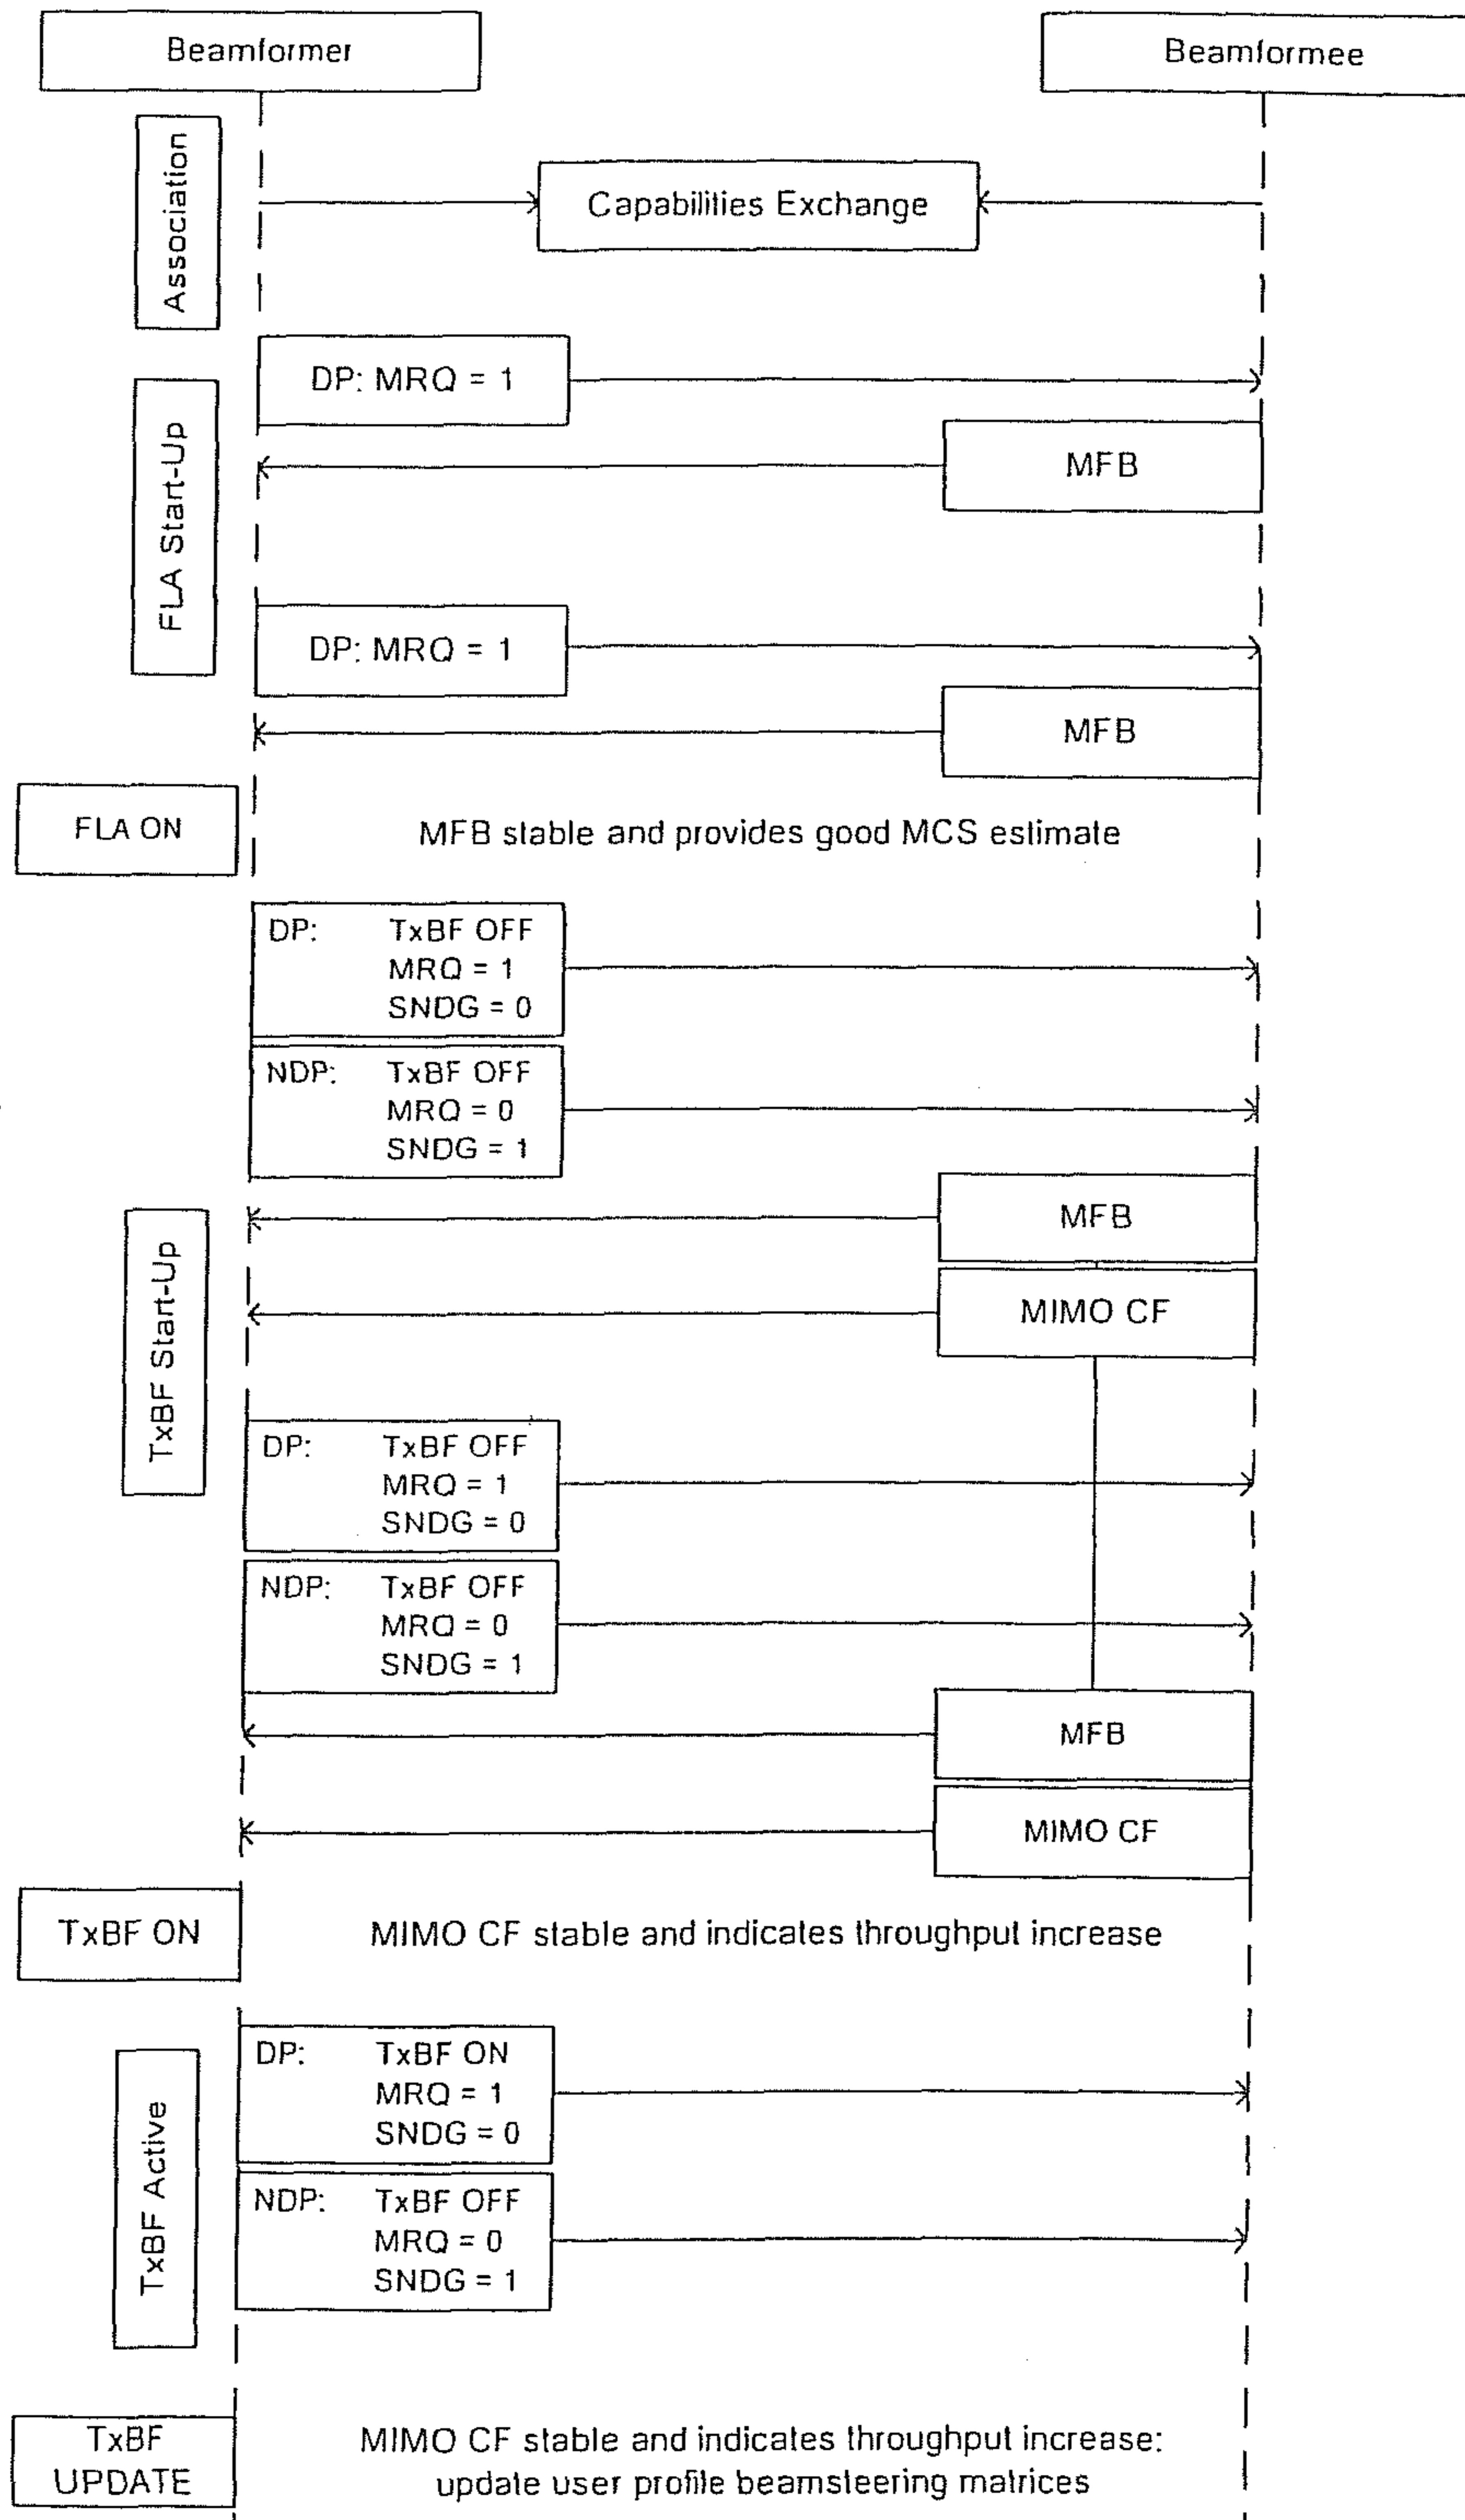 Beamformer
Beamformee
Association
Capabilities Exchange
FLA Start-Up
DP: MRQ = 1
MFB
DP: MRQ = 1
MFB
FLA ON
MFB stable and provides good MCS estimate
DP: TxBF OFF
MRQ = 1
SNDG = 0
NDP: TxBF OFF
MRQ = 0
SNDG = 1
TxBF Start-Up
MFB
MIMO CF
DP: TxBF OFF
MRQ = 1
SNDG = 0
NDP: TxBF OFF
MRQ = 0
SNDG = 1
MFB
MIMO CF
TxBF ON
MIMO CF stable and indicates throughput increase
TxBF Active
DP: TxBF ON
MRQ = 1
SNDG = 0
NDP: TxBF OFF
MRQ = 0
SNDG = 1
TxBF
UPDATE
MIMO CF stable and indicates throughput increase:
update user profile beamsteering matrices